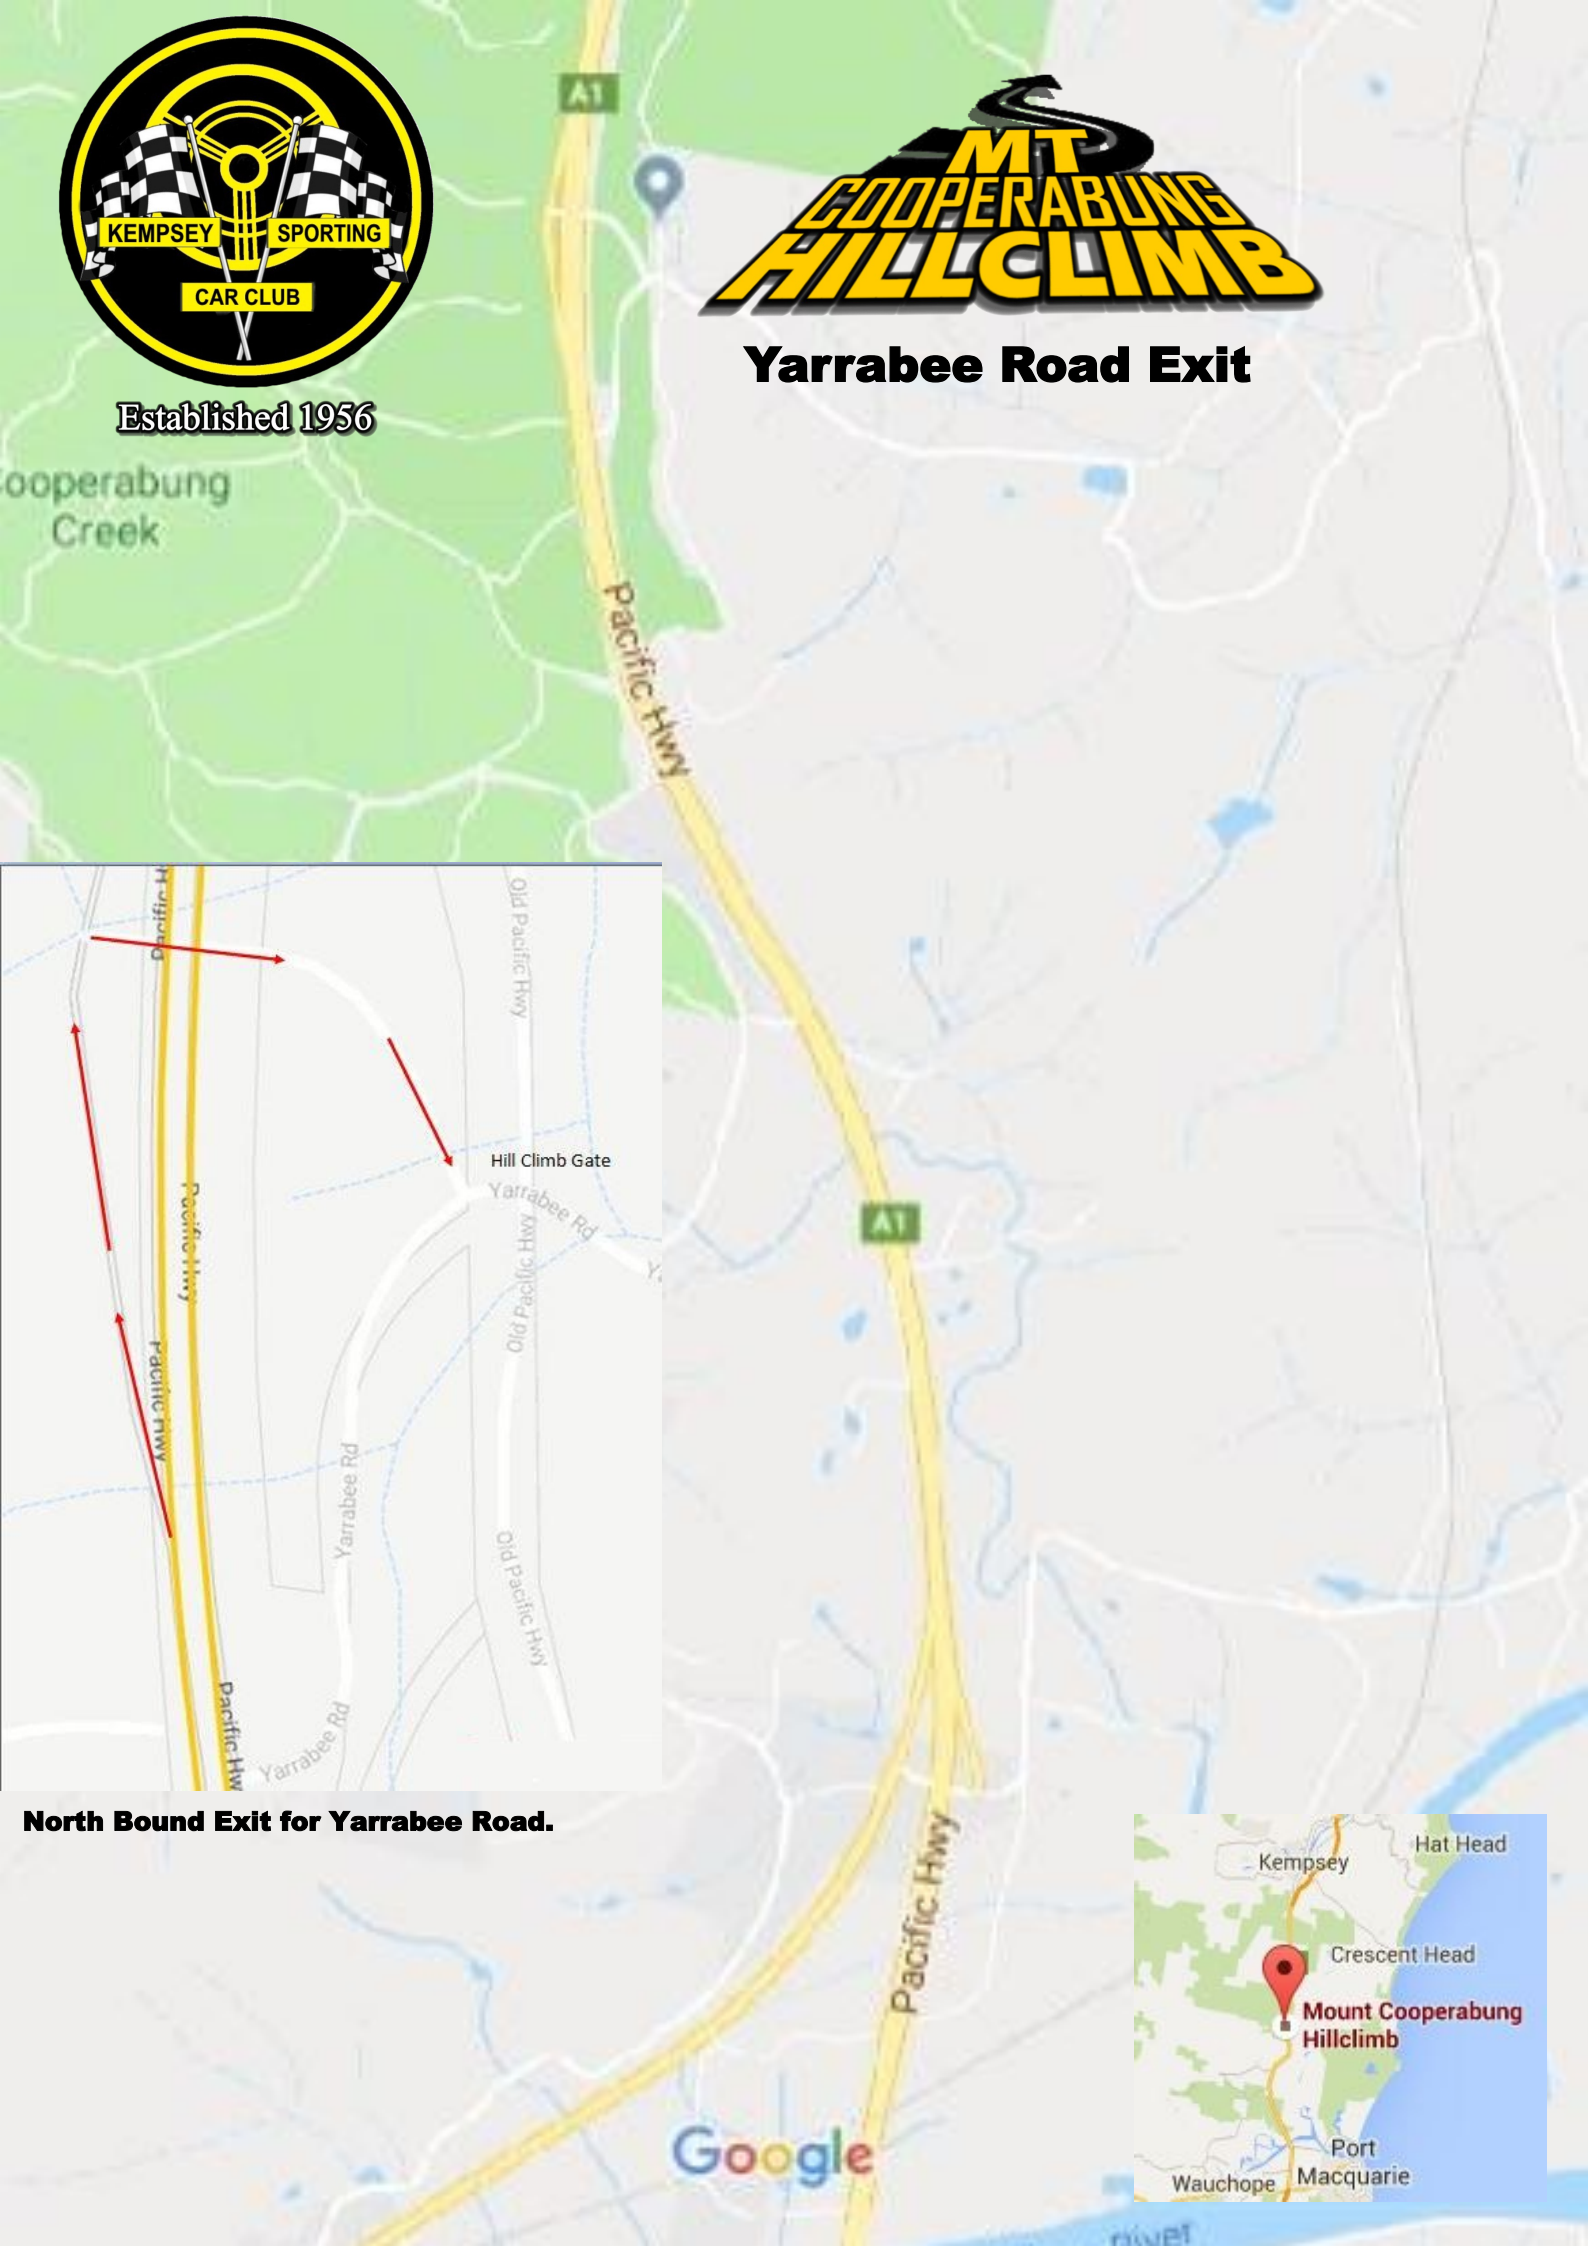 A1
MT
COOPERABUNG
HILLCLIMB
KEMPSEY SPORTING
CAR CLUB
Established 1956
Yarrabee Road Exit
ooperabung
Creek
Pacific Hwy
Pacific H
Old Pacific Hwy
Hill Climb Gate
Yarrabee Rd
Pacific Hwy
Old Pacific Hwy
Y
A1
Pacific Hwy
Yarrabee Rd
Old Pacific Hwy
Pacific Hw
Yarrabee Rd
North Bound Exit for Yarrabee Road.
Pacific Hwy
Hat Head
Kempsey
Crescent Head
Mount Cooperabung
Hillclimb
Port
Macquarie
Wauchope
Google